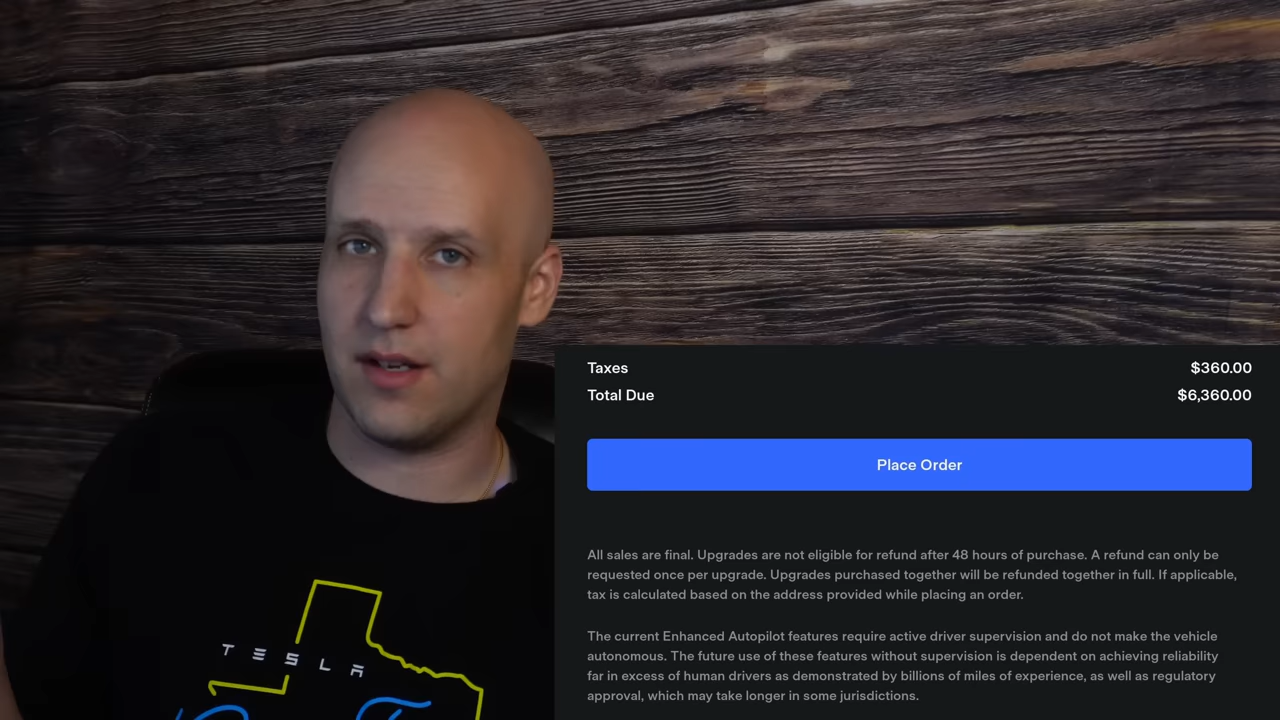 Taxes $360.00
Total Due $6,360.00
Place Order
All sales are final. Upgrades are not eligible for refund after 48 hours of purchase. A refund can only be
requested once per upgrade. Upgrades purchased together will be refunded together in full. If applicable,
tax is calculated based on the address provided while placing an order.
The current Enhanced Autopilot features require active driver supervision and do not make the vehicle
autonomous. The future use of these features without supervision is dependent on achieving reliability
far in excess of human drivers as demonstrated by billions of miles of experience, as well as regulatory
approval, which may take longer in some jurisdictions.
TESLA